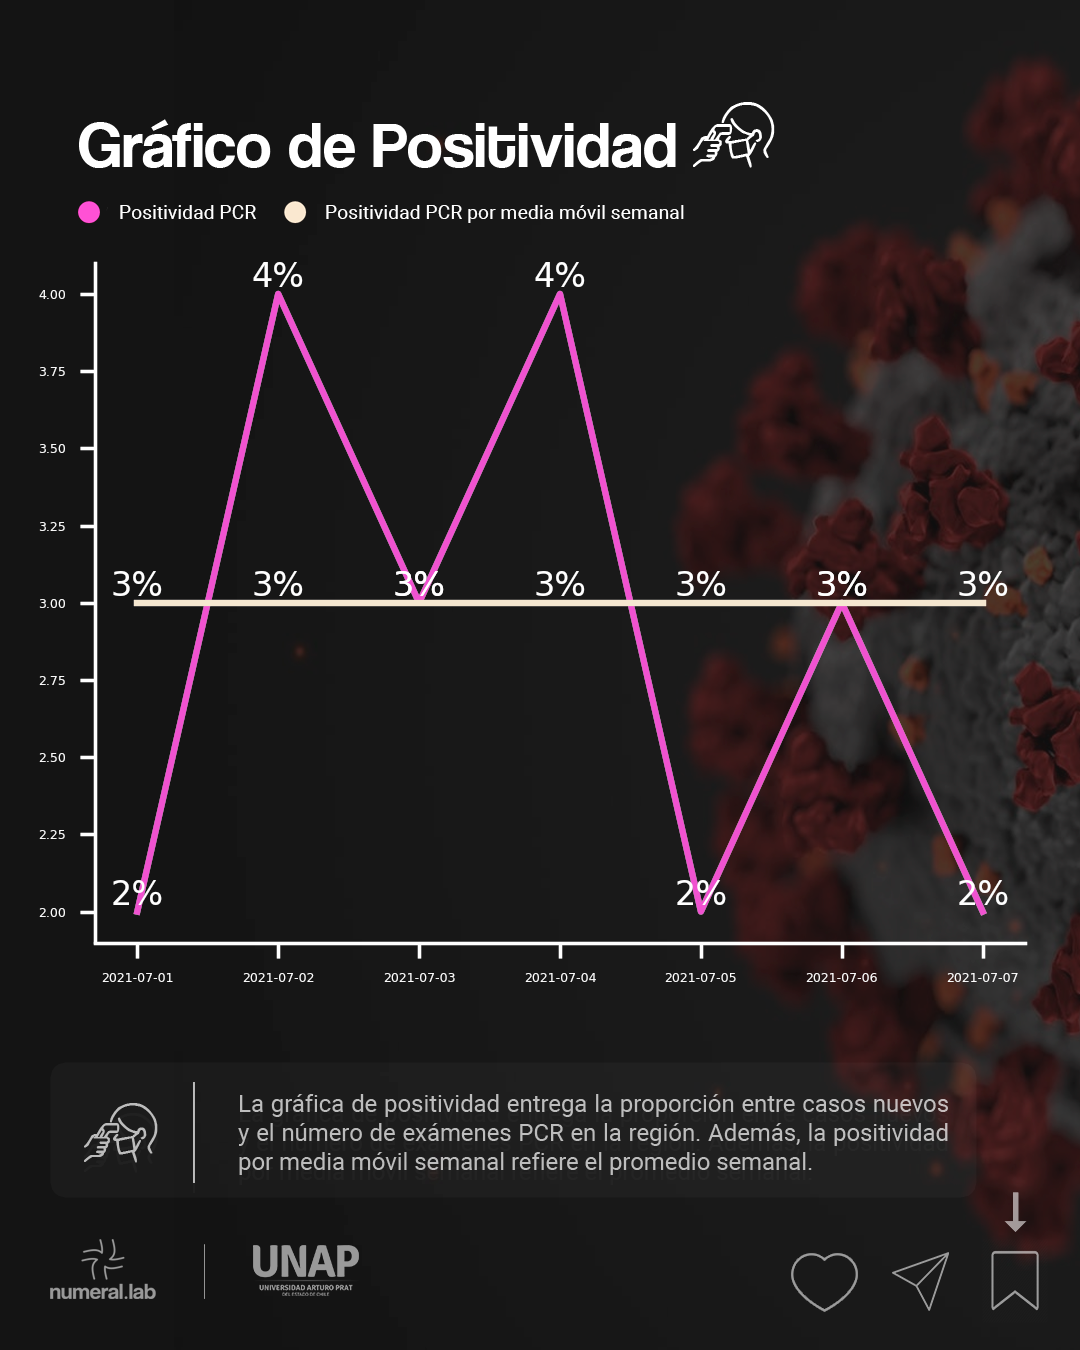 Gráfico de Positividad
Positividad PCR
Positividad PCR por media móvil semanal
4%
4%
4.00
3.75
3.50
3.25
3%
3%
3%
3%
3%
3%
3%
3.00
2.75
2.50
2.25
2%
2%
2%
2.00
2021-07-01
2021-07-02
2021-07-03
2021-07-04
2021-07-05
2021-07-06
2021-07-07
La gráfica de positividad entrega la proporción entre casos nuevos
y el número de exámenes PCR en la región. Además, la positividad
por media móvil semanal refiere el promedio semanal.
numeral.lab
UNAP
UNIVERSIDAD ARTURO PRAT
DEL ESTADO DE CHILE